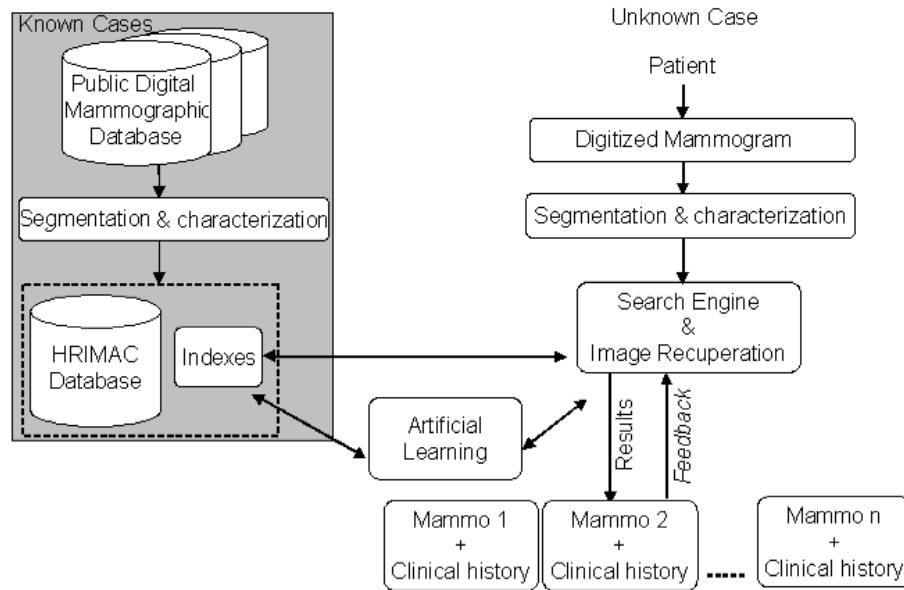 Known Cases
Public Digital
Mammographic
Database
Segmentation & characterization
HRIMAC
Database
Indexes
Unknown Case
Patient
Digitized Mammogram
Segmentation & characterization
Search Engine
&
Image Recuperation
Artificial
Learning
Results
Feedback
Mammo 1
+
Clinical history
Mammo 2
+
Clinical history
.....
Mammo n
+
Clinical history